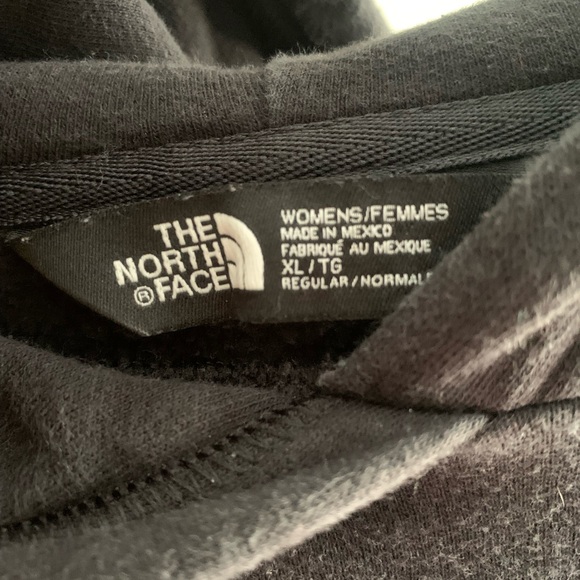 THE
NORTH
®FACE
WOMENS/FEMMES
MADE IN MEXICO
FABRIQUÉ AU MEXIQUE
XL/TG
REGULAR/NORMALE